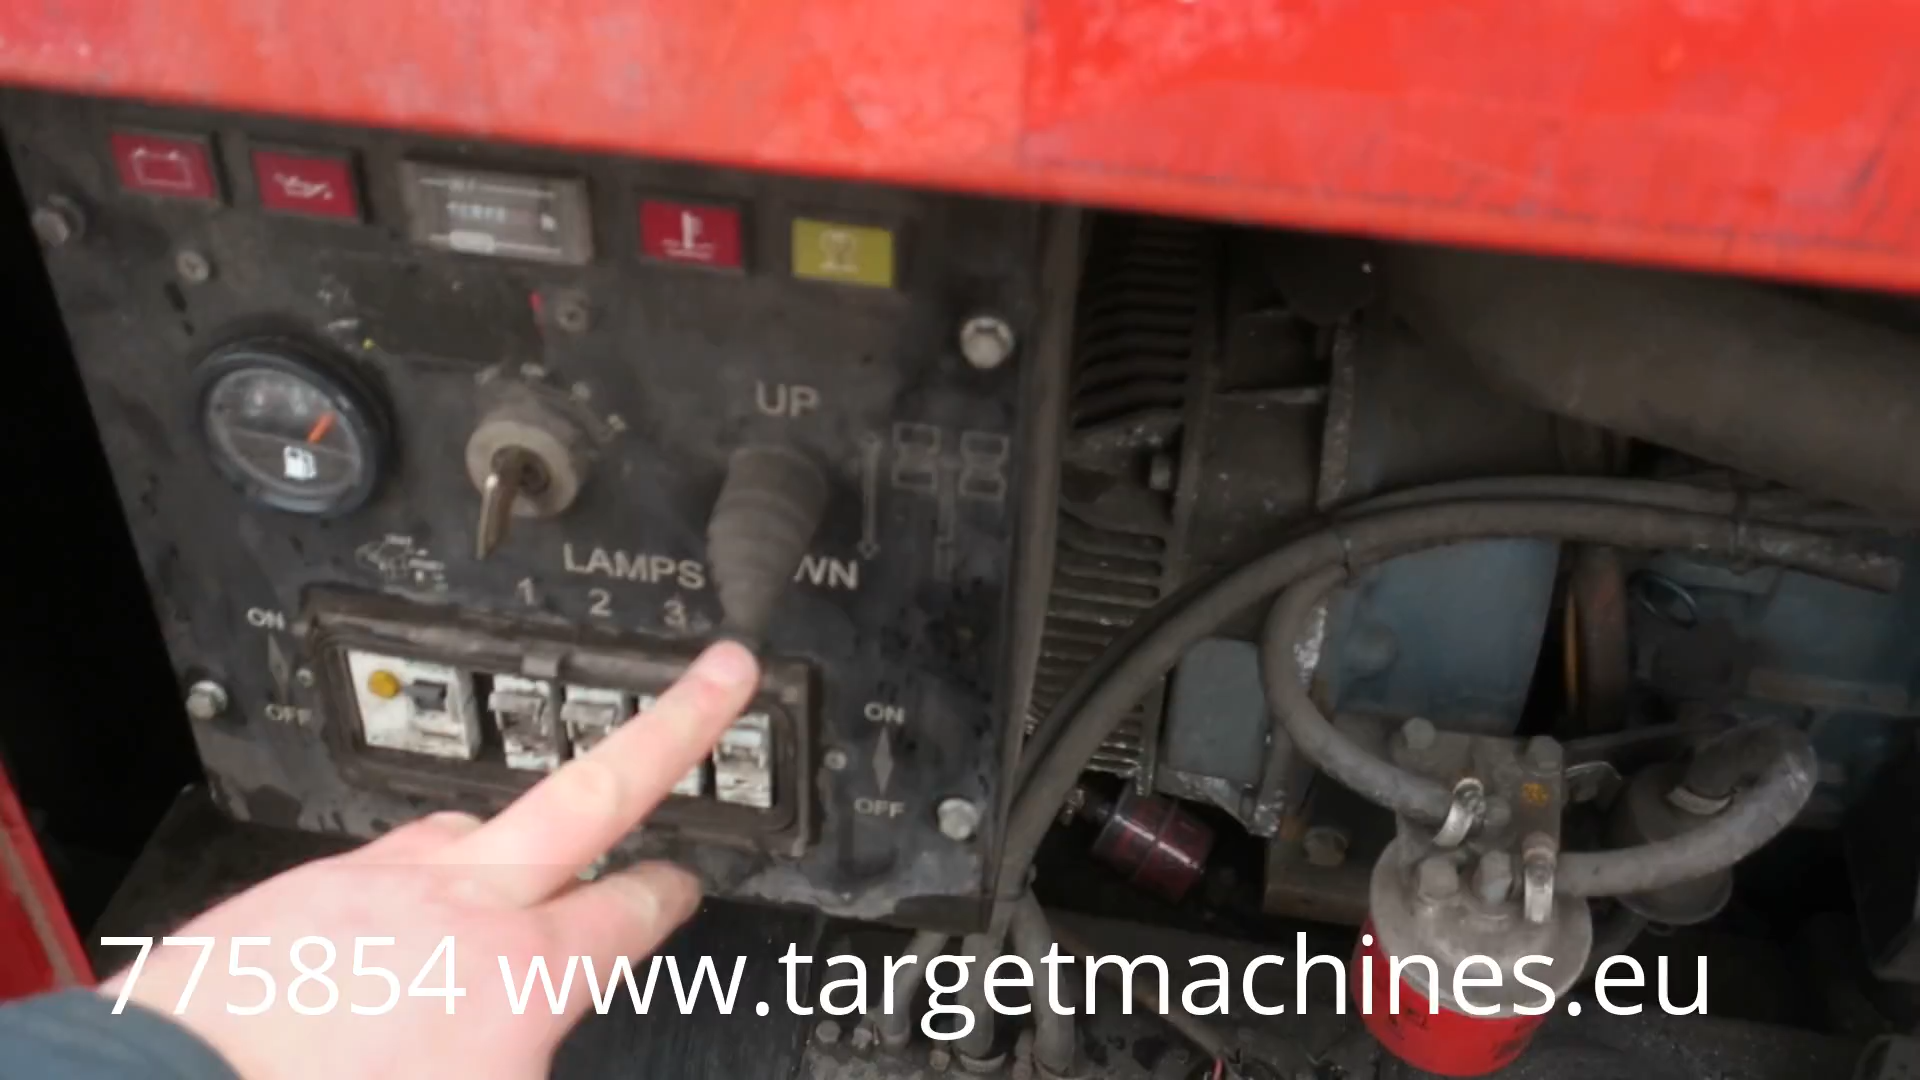 UP
LAMPS WN
1 2 3
ON
OFF
ON
OFF
775854 www.targetmachines.eu